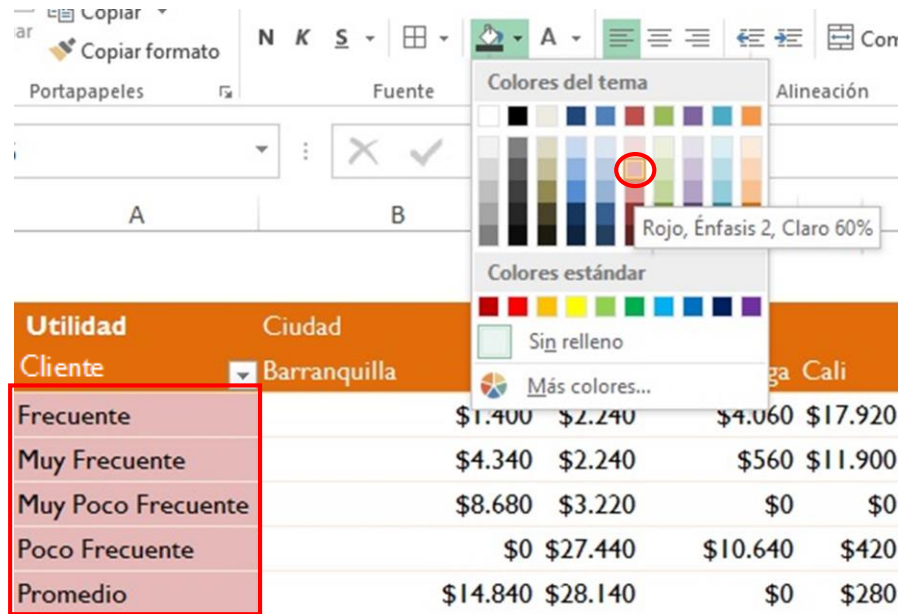 Copiar
Copiar formato
N K S A Com
Portapapeles Fuente Alineación
Colores del tema
A B
Rojo, Énfasis 2, Claro 60%
Colores estándar
Sin relleno
Más colores...
Utilidad Ciudad
Cliente Barranquilla ga Cali
Frecuente $1.400 $2.240 $4.060 $17.920
Muy Frecuente $4.340 $2.240 $560 $11.900
Muy Poco Frecuente $8.680 $3.220 $0 $0
Poco Frecuente $0 $27.440 $10.640 $420
Promedio $14.840 $28.140 $0 $280